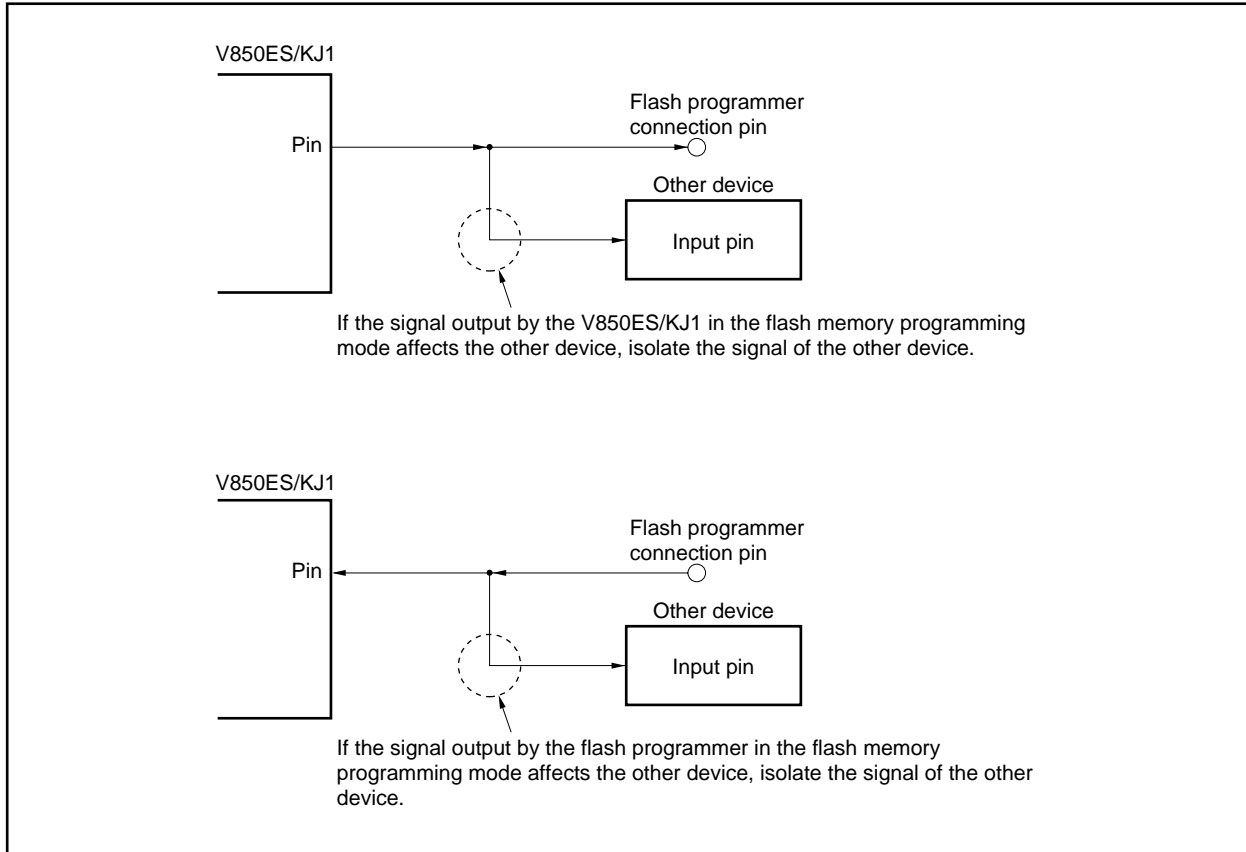 V850ES/KJ1
Flash programmer
connection pin
Pin
Other device
Input pin
If the signal output by the V850ES/KJ1 in the flash memory programming
mode affects the other device, isolate the signal of the other device.
V850ES/KJ1
Flash programmer
connection pin
Pin
Other device
Input pin
If the signal output by the flash programmer in the flash memory
programming mode affects the other device, isolate the signal of the other
device.